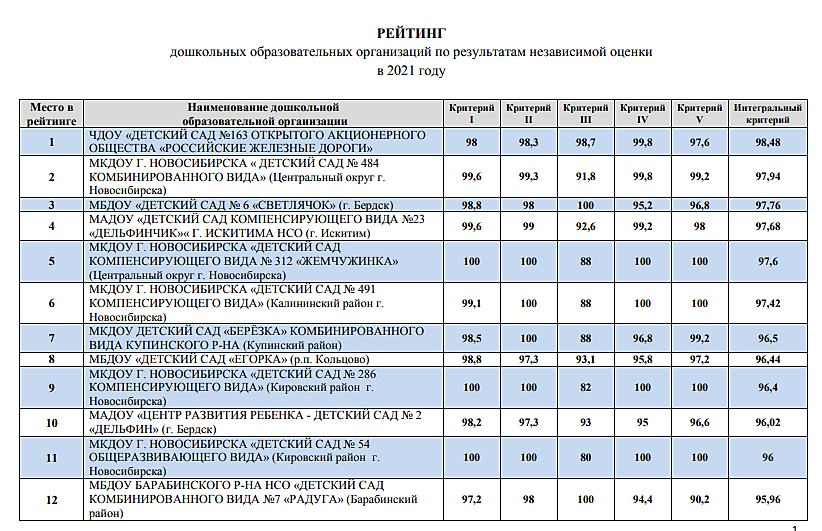 РЕЙТИНГ
дошкольных образовательных организаций по результатам независимой оценки
в 2021 году
Место в рейтинге Наименование дошкольной образовательной организации Критерий I Критерий II Критерий III Критерий IV Критерий V Интегральный критерий
1 ЧДОУ «ДЕТСКИЙ САД №163 ОТКРЫТОГО АКЦИОНЕРНОГО
ОБЩЕСТВА «РОССИЙСКИЕ ЖЕЛЕЗНЫЕ ДОРОГИ» 98 98,3 98,7 99,8 97,6 98,48
2 МКДОУ Г. НОВОСИБИРСКА « ДЕТСКИЙ САД № 484
КОМБИНИРОВАННОГО ВИДА» (Центральный округ г.
Новосибирска) 99,6 99,3 91,8 99,8 99,2 97,94
3 МБДОУ «ДЕТСКИЙ САД № 6 «СВЕТЛЯЧОК» (г. Бердск) 98,8 98 100 95,2 96,8 97,76
4 МАДОУ «ДЕТСКИЙ САД КОМПЕНСИРУЮЩЕГО ВИДА №23
«ДЕЛЬФИНЧИК»« Г. ИСКИТИМА НСО (г. Искитим) 99,6 99 92,6 99,2 98 97,68
5 МКДОУ Г. НОВОСИБИРСКА «ДЕТСКИЙ САД
КОМПЕНСИРУЮЩЕГО ВИДА № 312 «ЖЕМЧУЖИНКА»
(Центральный округ г. Новосибирска) 100 100 88 100 100 97,6
6 МКДОУ Г. НОВОСИБИРСКА «ДЕТСКИЙ САД № 491
КОМПЕНСИРУЮЩЕГО ВИДА» (Калининский район г.
Новосибирска) 99,1 100 88 100 100 97,42
7 МКДОУ ДЕТСКИЙ САД «БЕРЁЗКА» КОМБИНИРОВАННОГО
ВИДА КУПИНСКОГО Р-НА (Купинский район) 98,5 100 88 96,8 99,2 96,5
8 МБДОУ «ДЕТСКИЙ САД «ЕГОРКА» (р.п. Кольцово) 98,8 97,3 93,1 95,8 97,2 96,44
9 МКДОУ Г. НОВОСИБИРСКА «ДЕТСКИЙ САД № 286
КОМПЕНСИРУЮЩЕГО ВИДА» (Кировский район г.
Новосибирска) 100 100 82 100 100 96,4
10 МАДОУ «ЦЕНТР РАЗВИТИЯ РЕБЕНКА - ДЕТСКИЙ САД № 2
«ДЕЛЬФИН» (г. Бердск) 98,2 97,3 93 95 96,6 96,02
11 МКДОУ Г. НОВОСИБИРСКА «ДЕТСКИЙ САД № 54
ОБЩЕРАЗВИВАЮЩЕГО ВИДА» (Кировский район г.
Новосибирска) 100 100 80 100 100 96
12 МБДОУ БАРАБИНСКОГО Р-НА НСО «ДЕТСКИЙ САД
КОМБИНИРОВАННОГО ВИДА №7 «РАДУГА» (Барабинский
район) 97,2 98 100 94,4 90,2 95,96
1